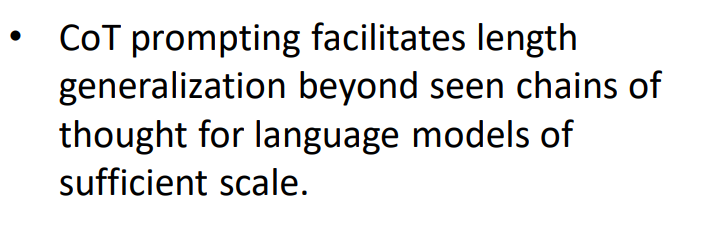 • CoT prompting facilitates length
generalization beyond seen chains of
thought for language models of
sufficient scale.